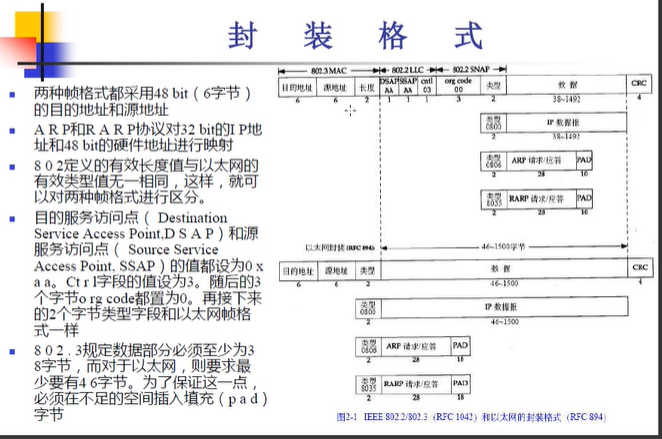 封 装 格 式
两种帧格式都采用48 bit（6字节）
的目的地址和源地址
A R P和R A R P协议对32 bit的I P地
址和48 bit的硬件地址进行映射
8 0 2定义的有效长度值与以太网的
有效类型值无一相同，这样，就可
以对两种帧格式进行区分。
目的服务访问点（ Destination
Service Access Point,D S A P）和源
服务访问点（ Source Service
Access Point, SSAP）的值都设为0 x
a a。Ct r l字段的值设为3。随后的3
个字节o rg code都置为0。再接下来
的2个字节类型字段和以太网帧格
式一样
8 0 2 . 3规定数据部分必须至少为3
8字节，而对于以太网，则要求最
少要有4 6字节。为了保证这一点，
必须在不足的空间插入填充（p a d）
字节
802.3 MAC 802.2 LLC 802.2 SNAP
目的地址 源地址 长度 DSAP AA SSAP AA cntl 03 org code 00 类型 数 据 CRC
6 6 2 1 1 1 3 2 38~1492 4
类型 0800 IP 数据报
2 38~1492
类型 0806 ARP 请求/应答 PAD
2 28 10
类型 8035 RARP 请求/应答 PAD
2 28 10
以太网封装 (RFC 894) 46~1500字节
目的地址 源地址 类型 数 据 CRC
6 6 2 46~1500 4
类型 0800 IP 数据报
2 46~1500
类型 0806 ARP 请求/应答 PAD
2 28 18
类型 8035 RARP 请求/应答 PAD
2 28 18
图2-1 IEEE 802.2/802.3（RFC 1042）和以太网的封装格式（RFC 894）